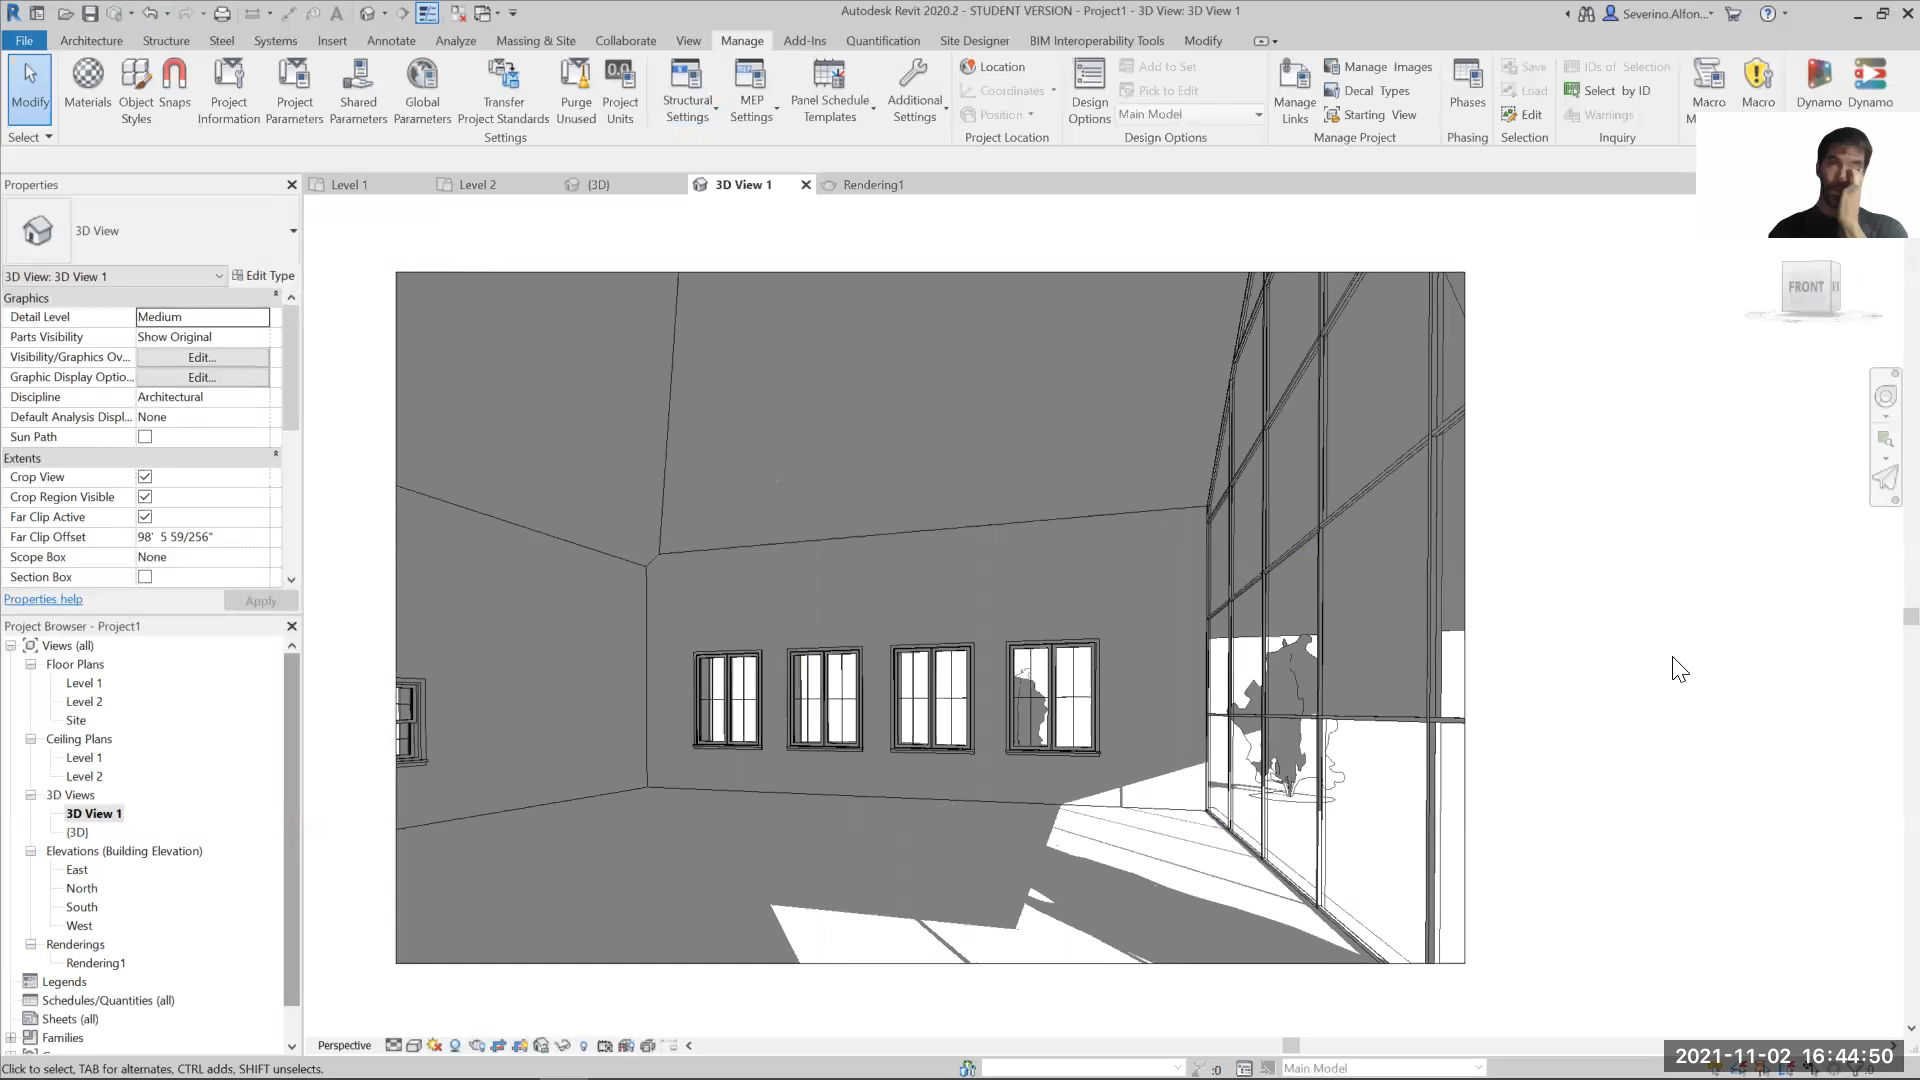 Autodesk Revit 2020.2 - STUDENT VERSION - Project1 - 3D View: 3D View 1
Severino.Alfon...
File Architecture Structure Steel Systems Insert Annotate Analyze Massing & Site Collaborate View Manage Add-Ins Quantification Site Designer BIM Interoperability Tools Modify
Modify
Materials
Object Styles
Snaps
Project Information
Project Parameters
Shared Parameters
Global Parameters
Transfer Project Standards
Purge Unused
Project Units
Structural Settings
MEP Settings
Panel Schedule Templates
Additional Settings
Location
Coordinates
Position
Design Options
Add to Set
Pick to Edit
Main Model
Manage Links
Manage Images
Decal Types
Starting View
Phases
Save
Load
Edit
IDs of Selection
Select by ID
Warnings
Macro
Macro
Dynamo
Dynamo
Select
Settings
Project Location
Design Options
Manage Project
Phasing
Selection
Inquiry
Properties
Level 1
Level 2
{3D}
3D View 1
Rendering1
3D View
3D View: 3D View 1
Edit Type
Graphics
Detail Level Medium
Parts Visibility Show Original
Visibility/Graphics Ov... Edit...
Graphic Display Optio... Edit...
Discipline Architectural
Default Analysis Displ... None
Sun Path
Extents
Crop View
Crop Region Visible
Far Clip Active
Far Clip Offset 98' 5 59/256"
Scope Box None
Section Box
Properties help
Apply
Project Browser - Project1
Views (all)
Floor Plans
Level 1
Level 2
Site
Ceiling Plans
Level 1
Level 2
3D Views
3D View 1
{3D}
Elevations (Building Elevation)
East
North
South
West
Renderings
Rendering1
Legends
Schedules/Quantities (all)
Sheets (all)
Families
FRONT
Perspective
Click to select, TAB for alternates, CTRL adds, SHIFT unselects.
:0
Main Model
2021-11-02 16:44:50